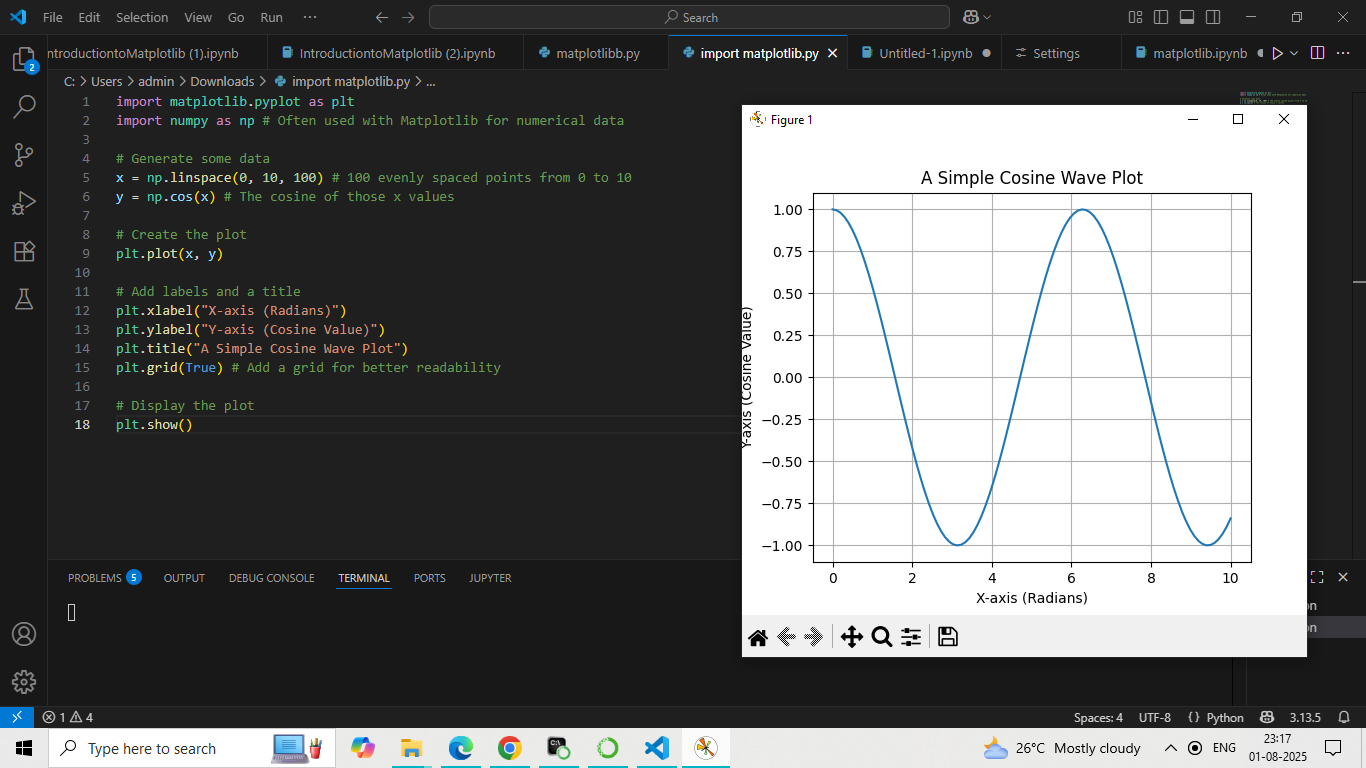 File Edit Selection View Go Run ···
Search
ntroductiontoMatplotlib (1).ipynb IntroductiontoMatplotlib (2).ipynb matplotlibb.py import matplotlib.py Untitled-1.ipynb Settings matplotlib.ipynb
C: > Users > admin > Downloads > import matplotlib.py > ...
1 import matplotlib.pyplot as plt
2 import numpy as np # Often used with Matplotlib for numerical data
3
4 # Generate some data
5 x = np.linspace(0, 10, 100) # 100 evenly spaced points from 0 to 10
6 y = np.cos(x) # The cosine of those x values
7
8 # Create the plot
9 plt.plot(x, y)
10
11 # Add labels and a title
12 plt.xlabel("X-axis (Radians)")
13 plt.ylabel("Y-axis (Cosine Value)")
14 plt.title("A Simple Cosine Wave Plot")
15 plt.grid(True) # Add a grid for better readability
16
17 # Display the plot
18 plt.show()
Figure 1
A Simple Cosine Wave Plot
Y-axis (Cosine Value)
1.00
0.75
0.50
0.25
0.00
−0.25
−0.50
−0.75
−1.00
0 2 4 6 8 10
X-axis (Radians)
2
PROBLEMS 5 OUTPUT DEBUG CONSOLE TERMINAL PORTS JUPYTER
on
on
1 4
Spaces: 4 UTF-8 { } Python 3.13.5
Type here to search
26°C Mostly cloudy
ENG
23:17
01-08-2025